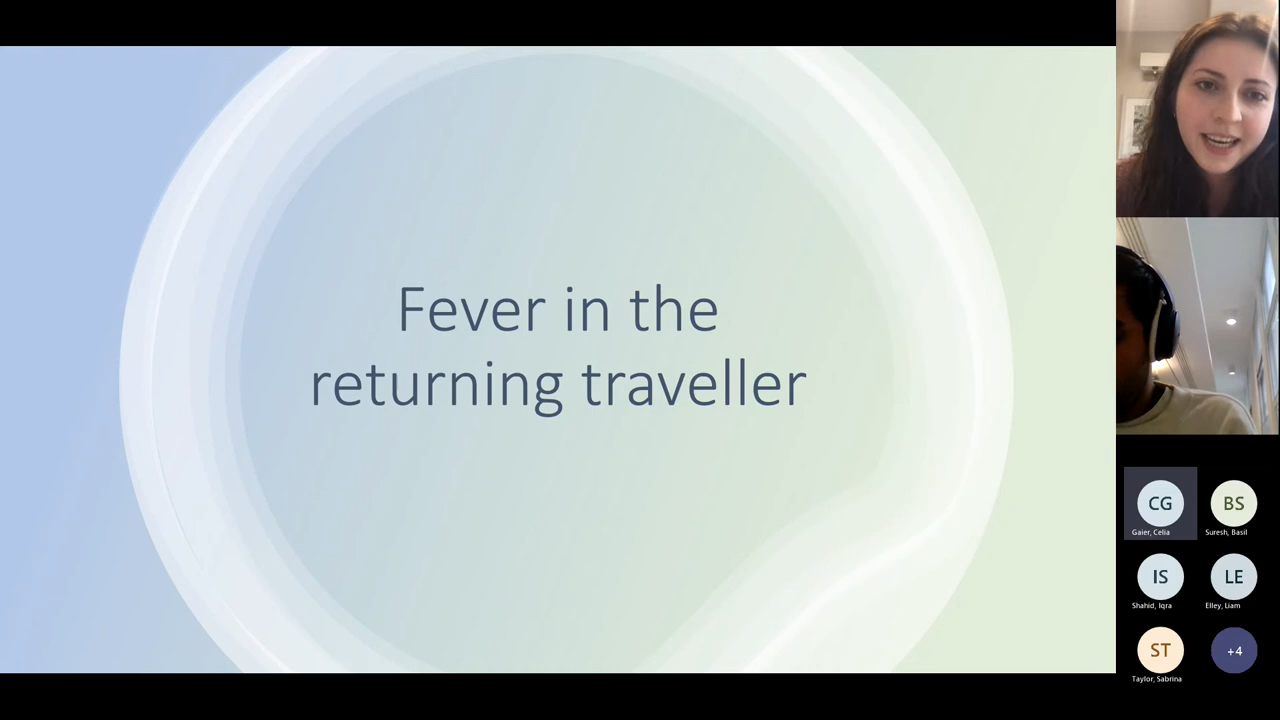 Fever in the
returning traveller
CG
BS
Gaier, Celia
Suresh, Basil
IS
LE
Shahid, Iqra
Elley, Liam
ST
+4
Taylor, Sabrina